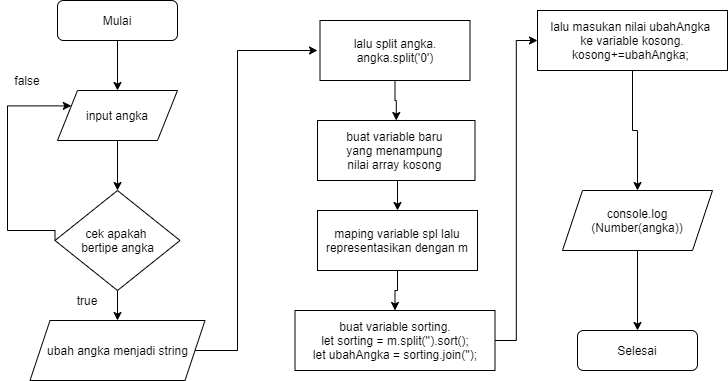 Mulai
false
input angka
cek apakah
bertipe angka
true
ubah angka menjadi string
lalu split angka.
angka.split('0')
buat variable baru
yang menampung
nilai array kosong
maping variable spl lalu
representasikan dengan m
buat variable sorting.
let sorting = m.split('').sort();
let ubahAngka = sorting.join('');
lalu masukan nilai ubahAngka
ke variable kosong.
kosong+=ubahAngka;
console.log
(Number(angka))
Selesai